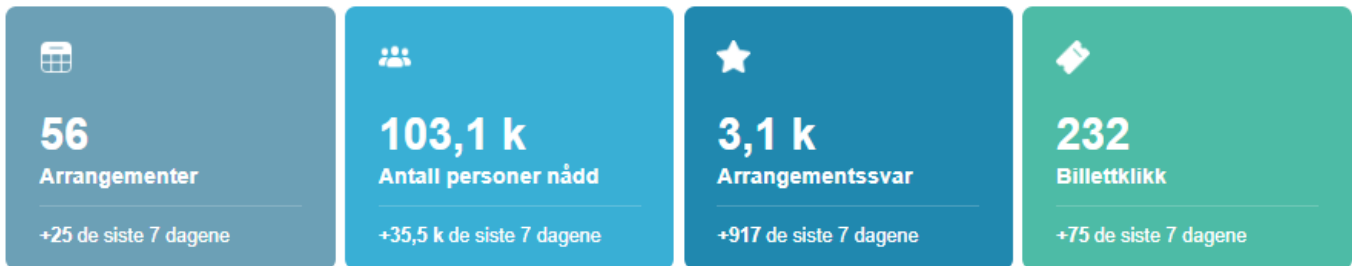 56
Arrangementer
+25 de siste 7 dagene
103,1 k
Antall personer nådd
+35,5 k de siste 7 dagene
3,1 k
Arrangementssvar
+917 de siste 7 dagene
232
Billettklikk
+75 de siste 7 dagene